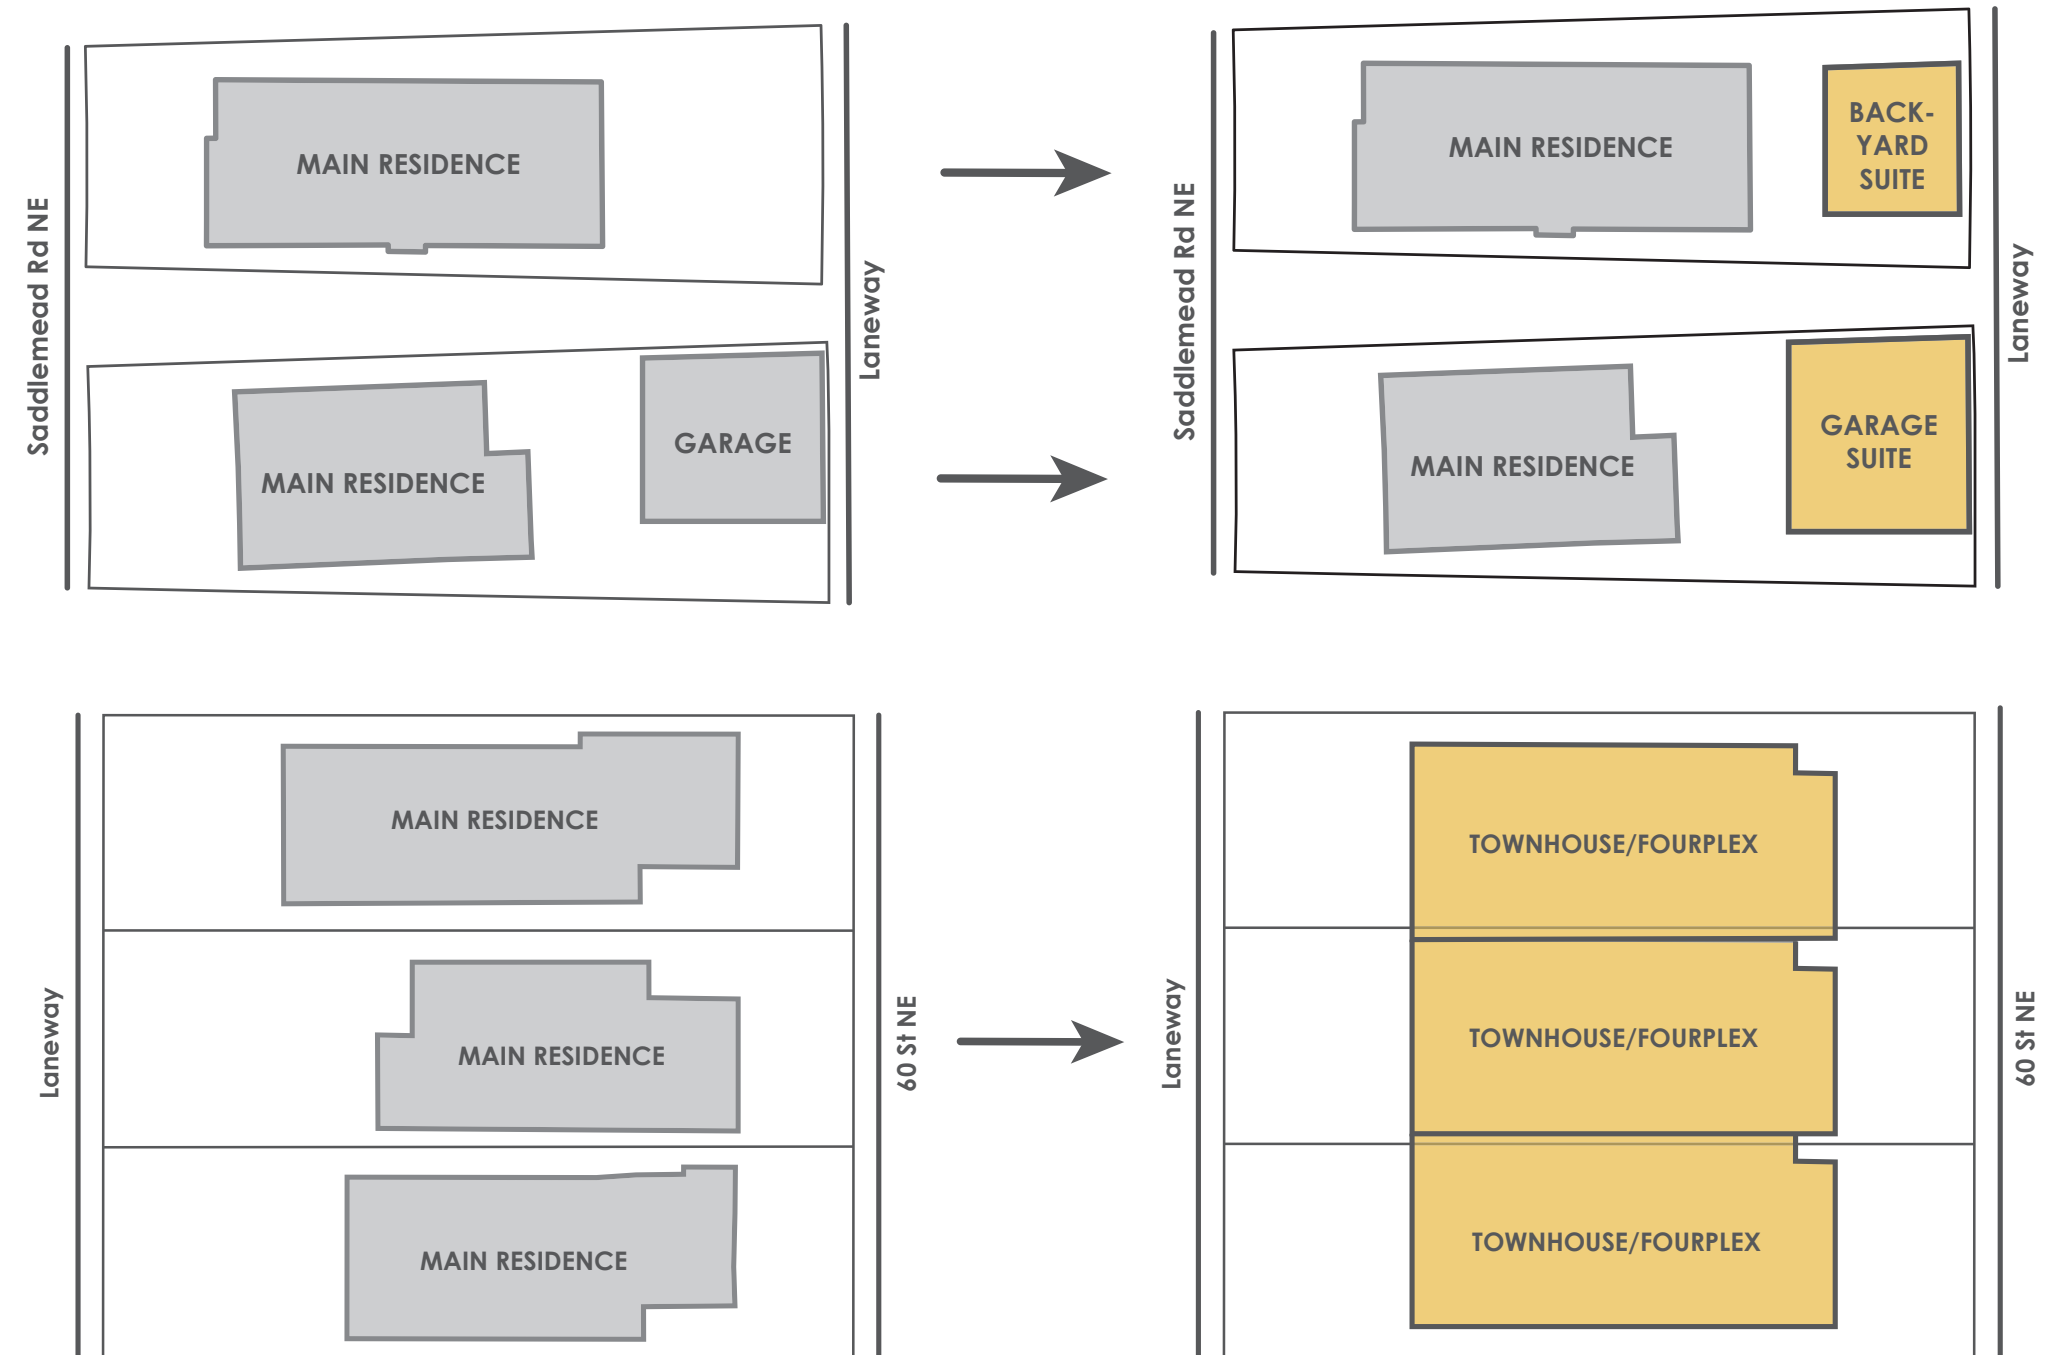 Saddlemead Rd NE
MAIN RESIDENCE
MAIN RESIDENCE
GARAGE
Laneway
Saddlemead Rd NE
MAIN RESIDENCE
BACK-
YARD
SUITE
MAIN RESIDENCE
GARAGE
SUITE
Laneway
Laneway
MAIN RESIDENCE
MAIN RESIDENCE
MAIN RESIDENCE
60 St NE
Laneway
TOWNHOUSE/FOURPLEX
TOWNHOUSE/FOURPLEX
TOWNHOUSE/FOURPLEX
60 St NE